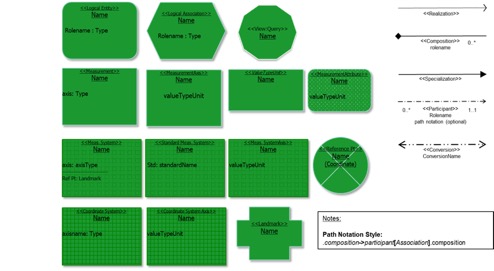 <<Logical Entity>>
Name
Rolename : Type
<<Logical Association>>
Name
Rolename : Type
<<View/Query>>
Name
<<Realization>>
<<Composition>>
rolename
0..*
<<Measurement>>
Name
axis: Type
<<MeasurementAxis>>
Name
valueTypeUnit
Name
<<MeasurementAttribute>>
Name
valueTypeUnit
<<Specialization>>
0..*
<<Participant>>
1..1
Rolename
path notation (optional)
<<Meas. System>>
Name
axis: axisType
Ref Pt: Landmark
<<Standard Meas. System>>
Name
Std: standardName
<<Meas. SystemAxis>>
Name
valueTypeUnit
<<Reference Pt>>
Name
(Coordinate)
<<Conversion>>
ConversionName
<<Coordinate System>>
Name
axisname: Type
<<Coordinate System Axis>>
Name
valueTypeUnit
<<Landmark>>
Name
Notes:
Path Notation Style:
.composition->participant[Association].composition